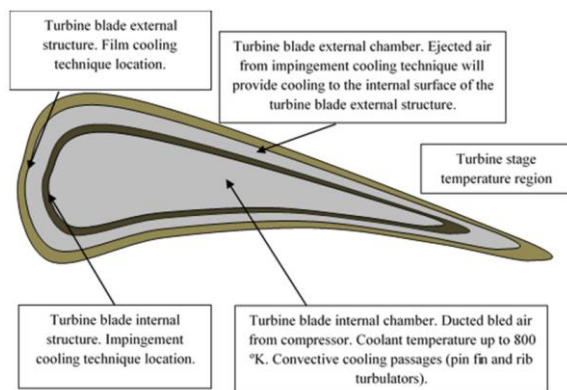 Turbine blade external
structure. Film cooling
technique location.
Turbine blade external chamber. Ejected air
from impingement cooling technique will
provide cooling to the internal surface of the
turbine blade external structure.
Turbine stage
temperature region
Turbine blade internal
structure. Impingement
cooling technique location.
Turbine blade internal chamber. Ducted bled air
from compressor. Coolant temperature up to 800
ºK. Convective cooling passages (pin fin and rib
turbulators).